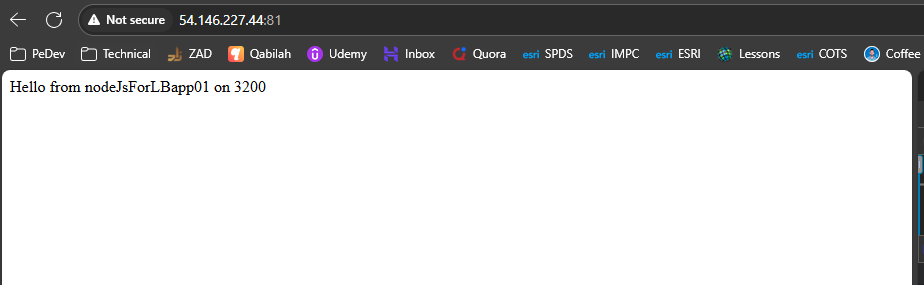 Not secure 54.146.227.44:81
PeDev Technical ZAD Qabilah Udemy Inbox Quora esri SPDS esri IMPC esri ESRI Lessons esri COTS Coffee
Hello from nodeJsForLBapp01 on 3200